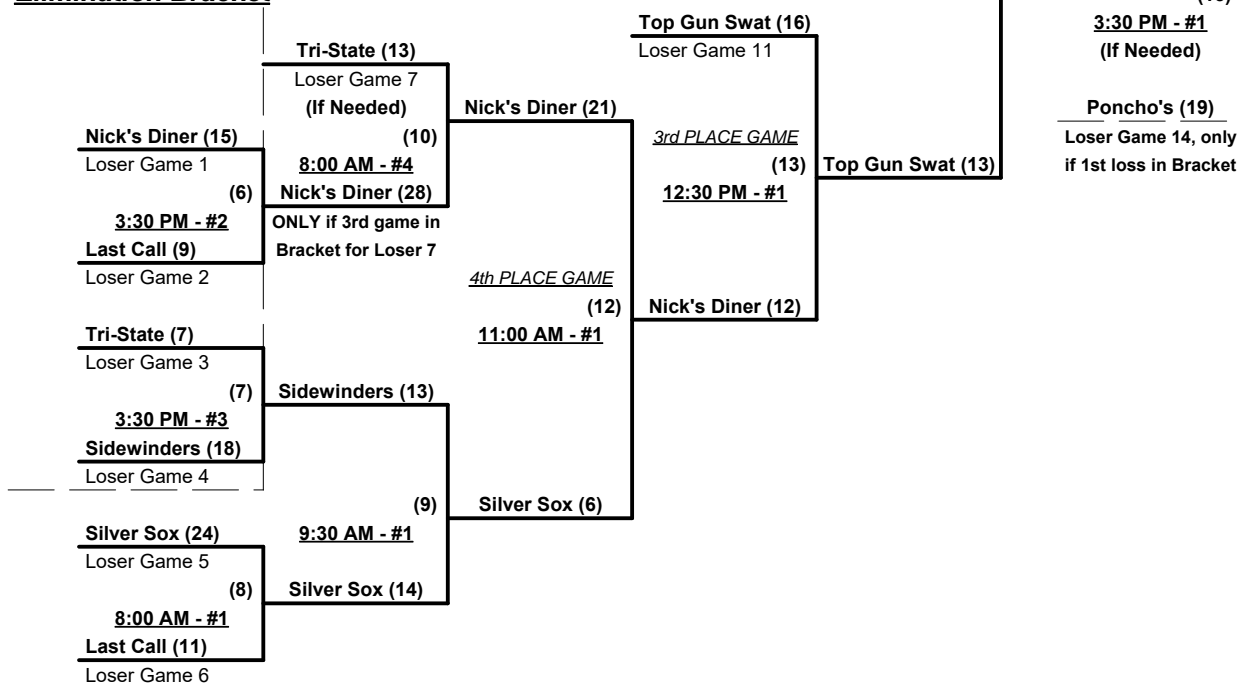 Elimination Bracket
Top Gun Swat (16)
Loser Game 11
3:30 PM - #1
(If Needed)
Tri-State (13)
Loser Game 7
(If Needed)
(10)
8:00 AM - #4
Nick's Diner (28)
ONLY if 3rd game in
Bracket for Loser 7
Nick's Diner (21)
3rd PLACE GAME
(13)
12:30 PM - #1
Top Gun Swat (13)
Poncho's (19)
Loser Game 14, only
if 1st loss in Bracket
Nick's Diner (15)
Loser Game 1
(6)
3:30 PM - #2
Last Call (9)
Loser Game 2
4th PLACE GAME
(12)
11:00 AM - #1
Nick's Diner (12)
Tri-State (7)
Loser Game 3
(7)
3:30 PM - #3
Sidewinders (18)
Loser Game 4
Sidewinders (13)
(9)
9:30 AM - #1
Silver Sox (6)
Silver Sox (24)
Loser Game 5
(8)
8:00 AM - #1
Last Call (11)
Loser Game 6
Silver Sox (14)